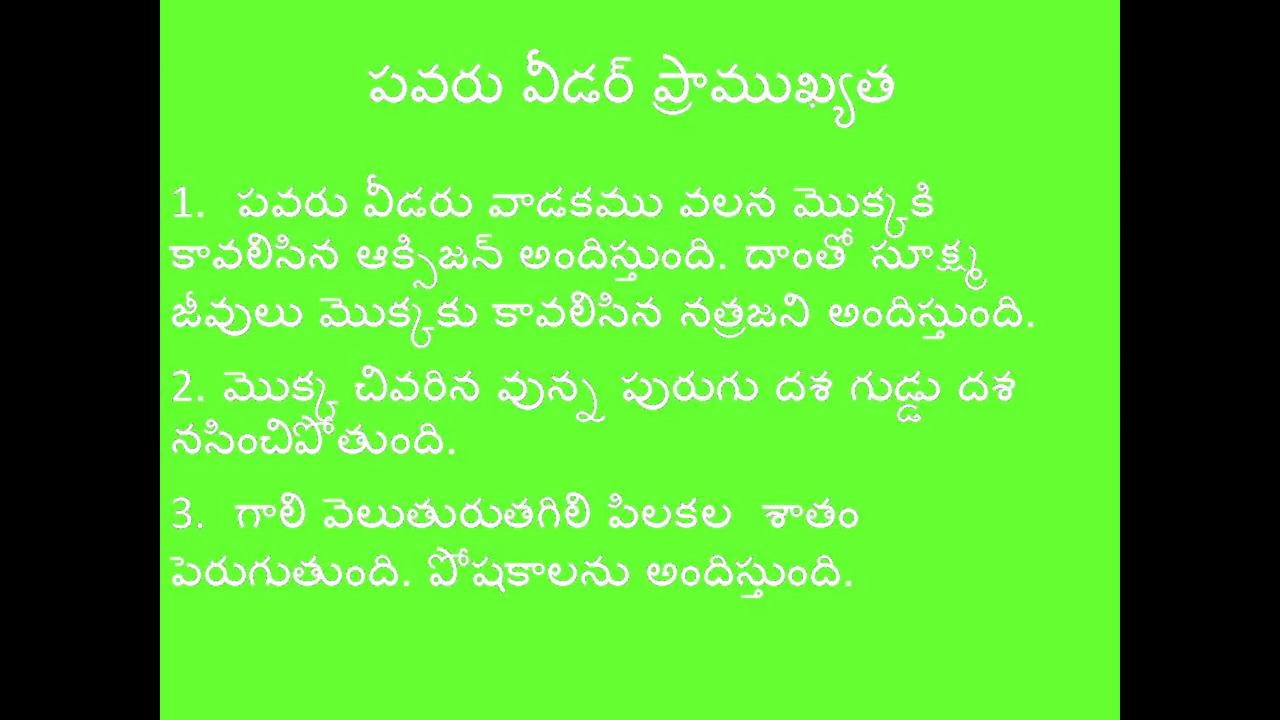 పవరు వీడర్ ప్రాముఖ్యత
1. పవరు వీడరు వాడకము వలన మొక్కకి
కావలిసిన ఆక్సిజన్ అందిస్తుంది. దాంతో సూక్ష్మ
జీవులు మొక్కకు కావలిసిన నత్రజని అందిస్తుంది.
2. మొక్క చివరిన వున్న పురుగు దశ గుడ్డు దశ
నసించిపోతుంది.
3. గాలి వెలుతురుతగిలి పిలకల శాతం
పెరుగుతుంది. పోషకాలను అందిస్తుంది.